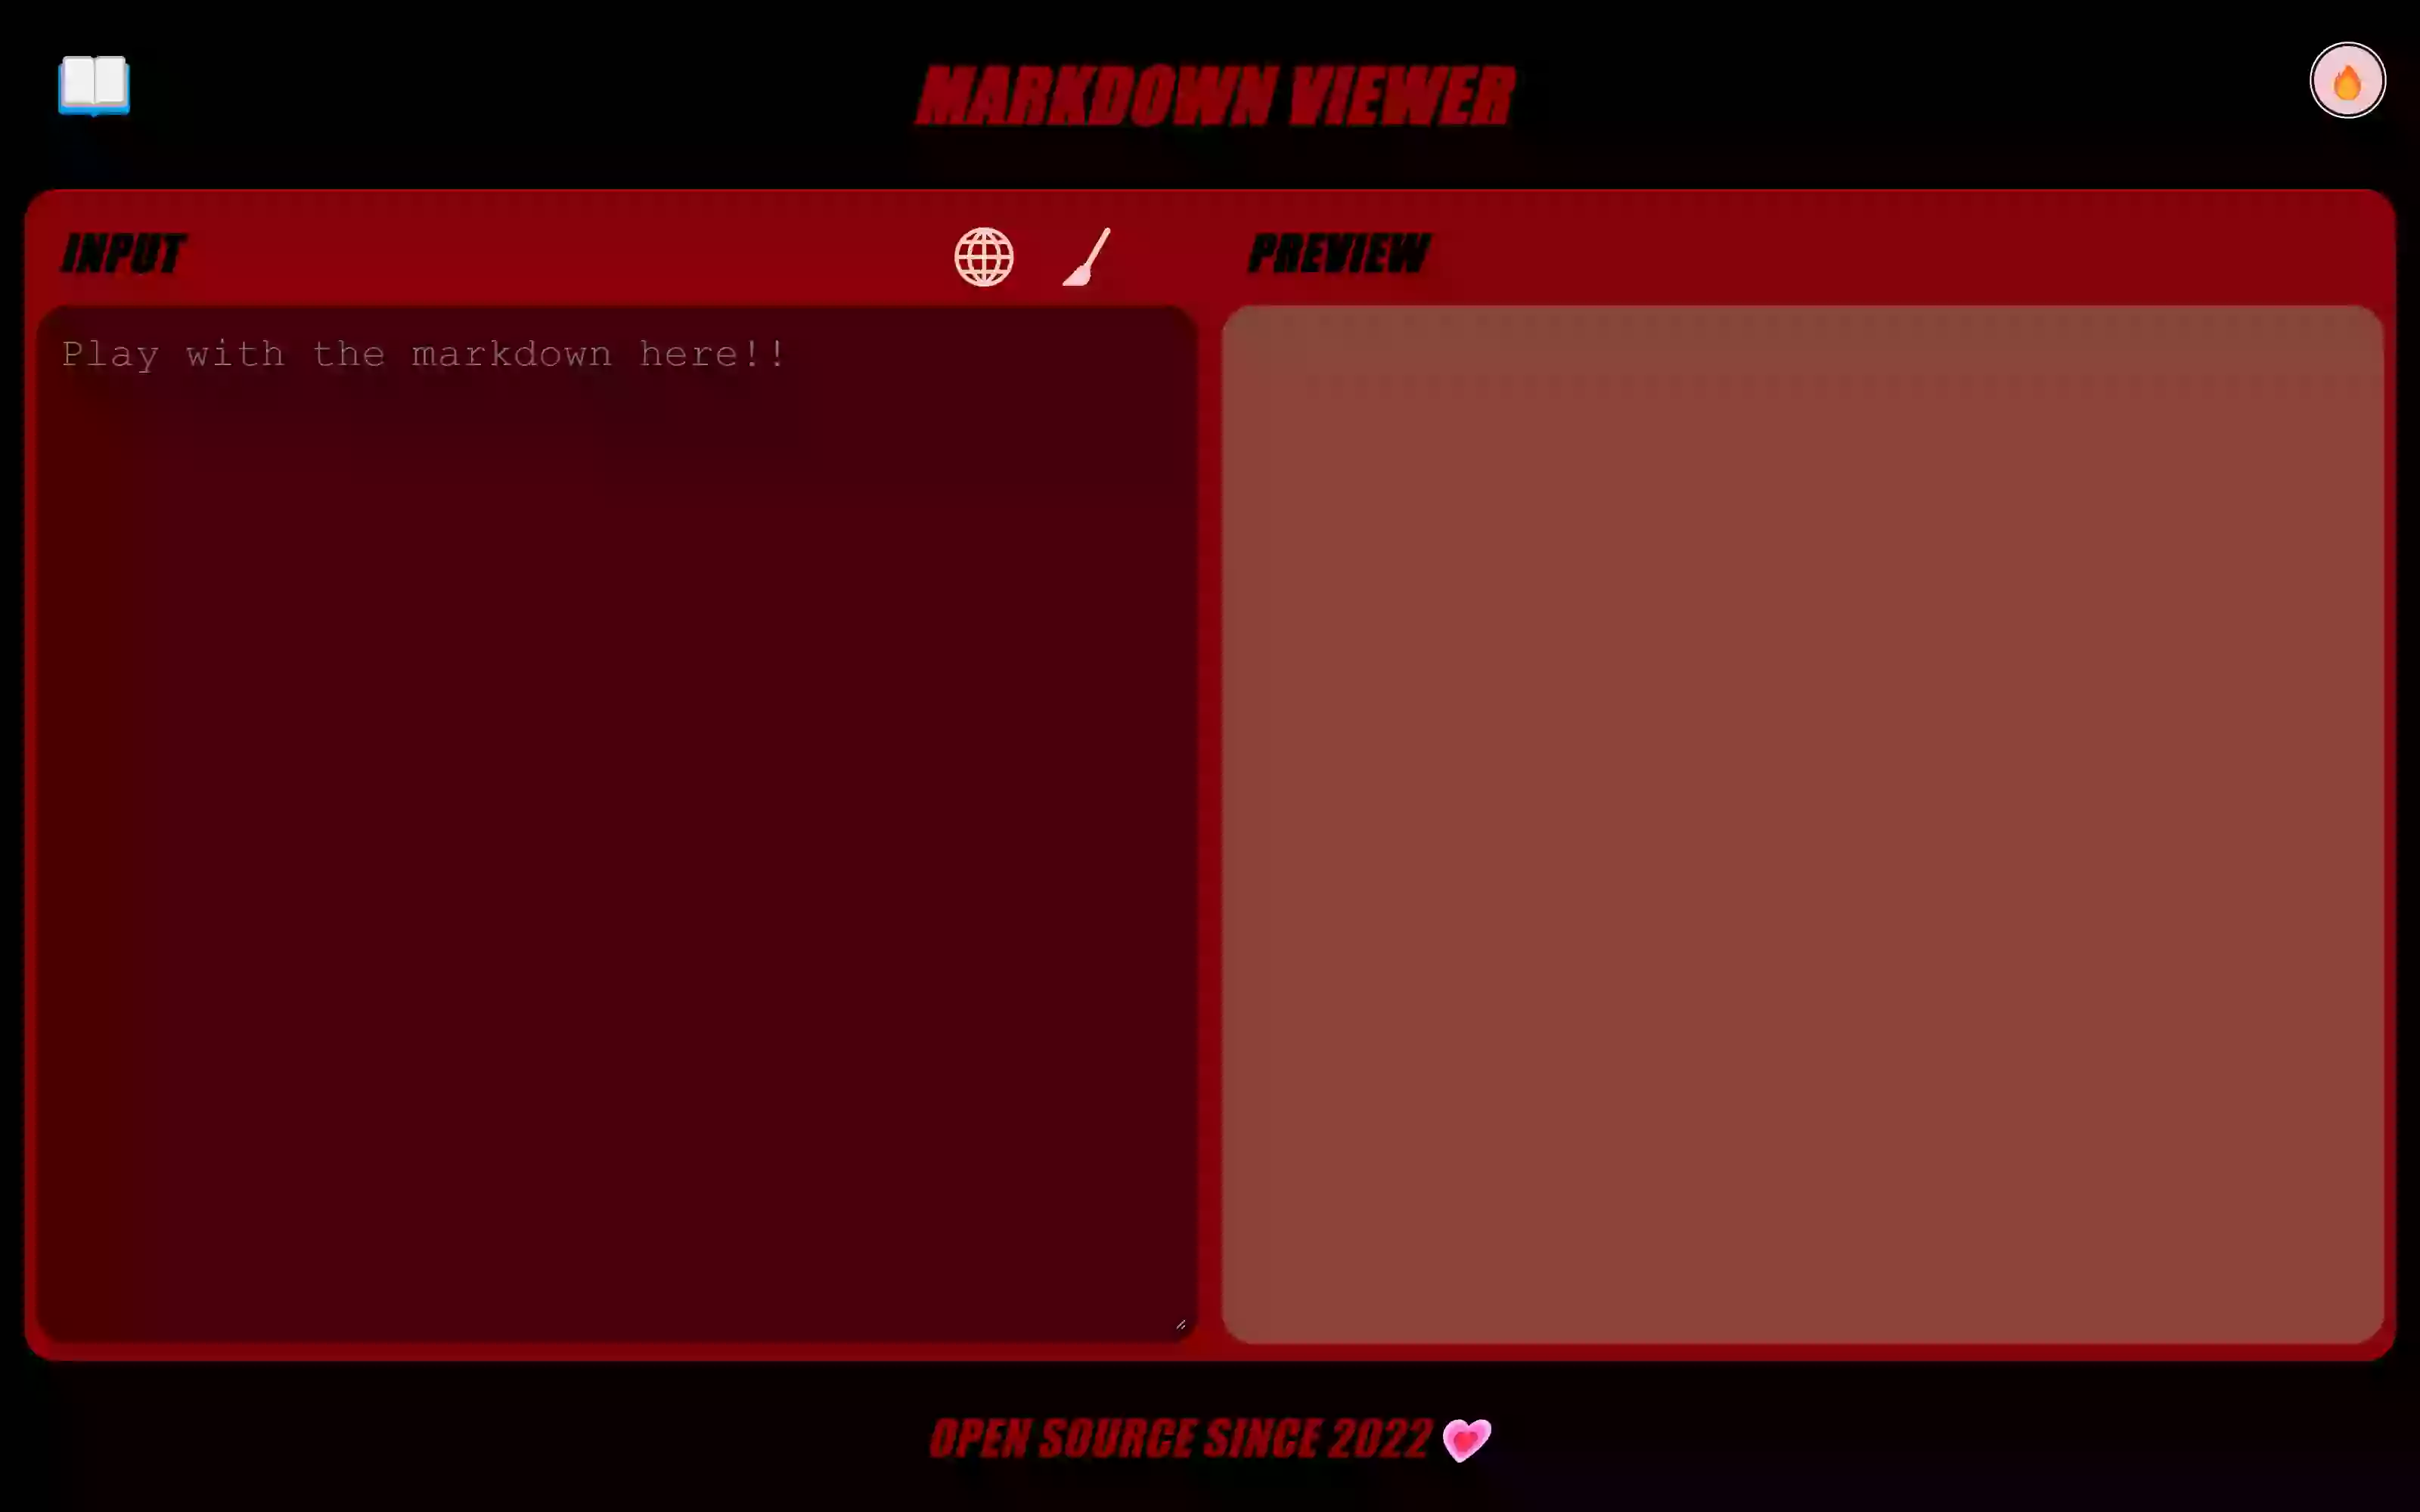 MARKDOWN VIEWER
INPUT
PREVIEW
Play with the markdown here!!
OPEN SOURCE SINCE 2022